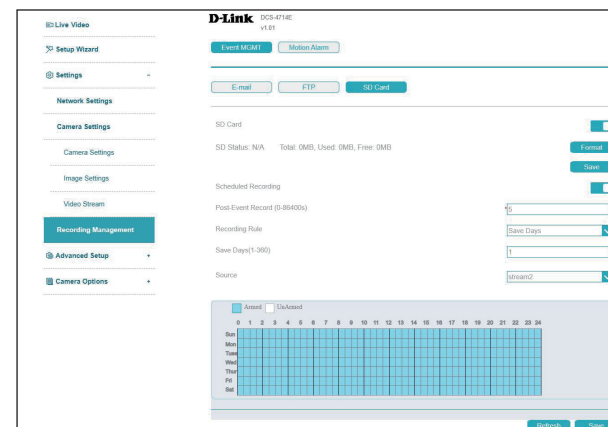 Live Video
Setup Wizard
Settings -
Network Settings
Camera Settings
Camera Settings
Image Settings
Video Stream
Recording Management
Advanced Setup +
Camera Options +
D-Link DCS-4714E
v1.01
Event MGMT Motion Alarm
E-mail FTP SD Card
SD Card
SD Status: N/A Total: 0MB, Used: 0MB, Free: 0MB Format
Save
Scheduled Recording
Post-Event Record (0-86400s) *5
Recording Rule Save Days
Save Days(1-360) 1
Source stream2
Armed UnArmed
0 1 2 3 4 5 6 7 8 9 10 11 12 13 14 15 16 17 18 19 20 21 22 23 24
Sun
Mon
Tues
Wed
Thur
Fri
Sat
Refresh Save